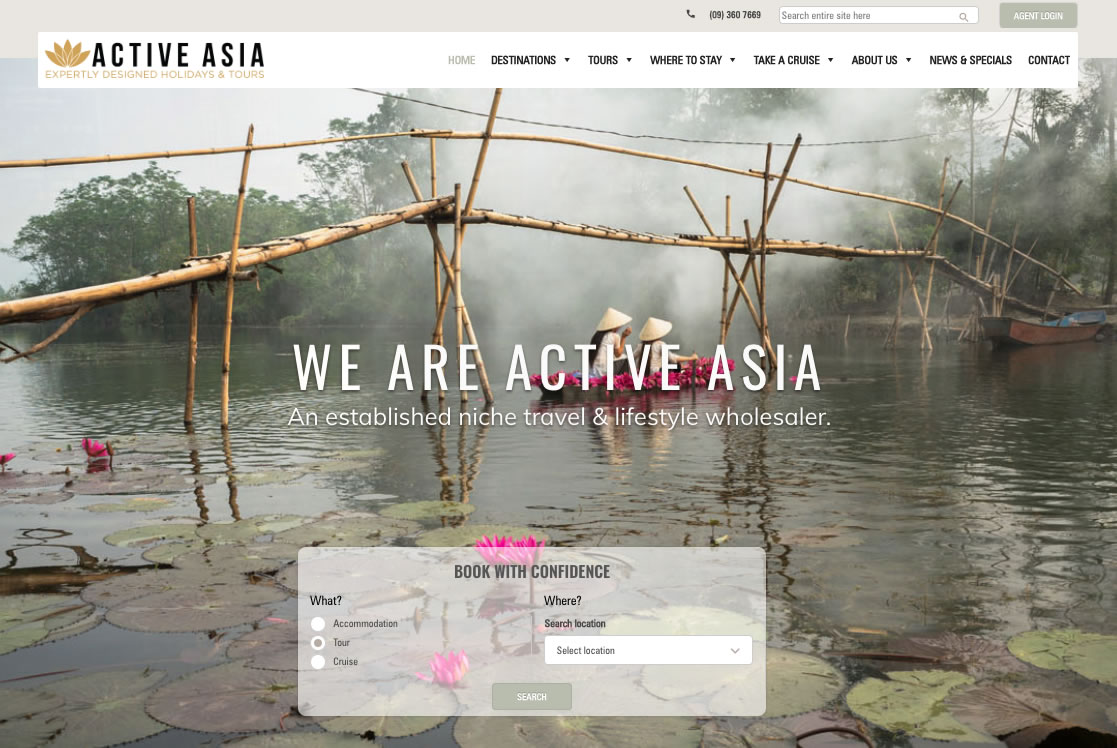 (09) 360 7669
Search entire site here
AGENT LOGIN
ACTIVE ASIA
EXPERTLY DESIGNED HOLIDAYS & TOURS
HOME DESTINATIONS TOURS WHERE TO STAY TAKE A CRUISE ABOUT US NEWS & SPECIALS CONTACT
WE ARE ACTIVE ASIA
An established niche travel & lifestyle wholesaler.
BOOK WITH CONFIDENCE
What?
Accommodation
Tour
Cruise
Where?
Search location
Select location
SEARCH